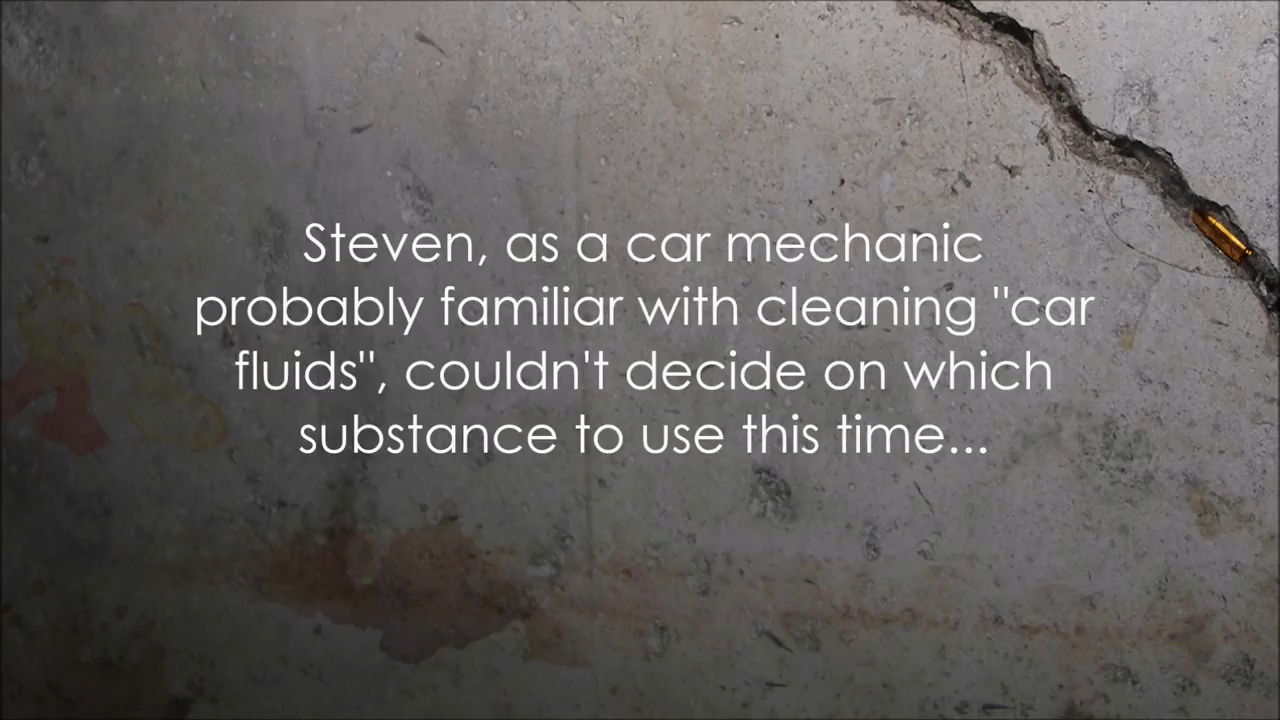 Steven, as a car mechanic
probably familiar with cleaning "car
fluids", couldn't decide on which
substance to use this time...